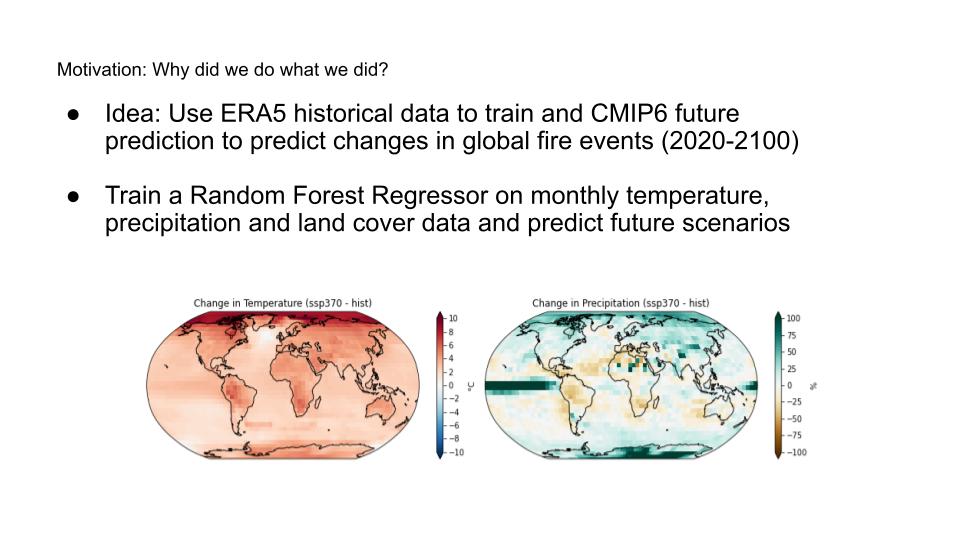 Motivation: Why did we do what we did?
● Idea: Use ERA5 historical data to train and CMIP6 future
prediction to predict changes in global fire events (2020-2100)
● Train a Random Forest Regressor on monthly temperature,
precipitation and land cover data and predict future scenarios
Change in Temperature (ssp370 - hist)
10
8
6
4
2
0
−2
−4
−6
−8
−10
°C
Change in Precipitation (ssp370 - hist)
100
75
50
25
0
−25
−50
−75
−100
%